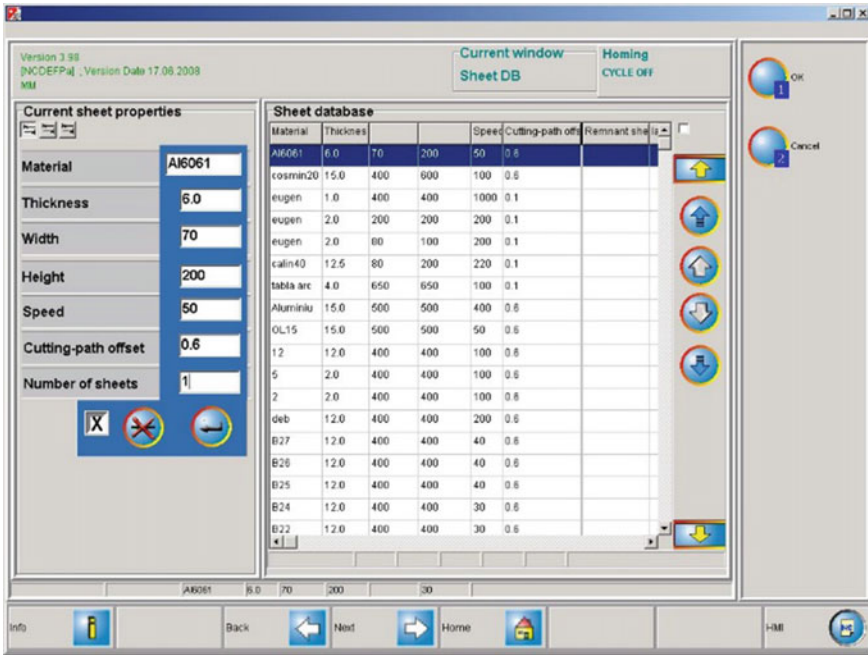 Version 3.98
[NCDEFPa] ; Version Date 17.06.2008
MM
Current window
Sheet DB
Homing
CYCLE OFF
1 OK
2 Cancel
Current sheet properties
Material Al6061
Thickness 6.0
Width 70
Height 200
Speed 50
Cutting-path offset 0.6
Number of sheets 1
X
Sheet database
Material Thicknes Speed Cutting-path offs Remnant she
Al6061 6.0 70 200 50 0.6
cosmin20 15.0 400 600 100 0.6
eugen 1.0 400 400 1000 0.1
eugen 2.0 200 200 200 0.1
eugen 2.0 80 100 200 0.1
calin40 12.5 80 200 220 0.1
tabla arc 4.0 650 650 100 0.1
Aluminiu 15.0 500 500 400 0.6
OL15 15.0 500 500 50 0.6
12 12.0 400 400 100 0.6
5 2.0 400 400 100 0.6
2 2.0 400 400 100 0.6
deb 12.0 400 400 200 0.6
B27 12.0 400 400 40 0.6
B26 12.0 400 400 40 0.6
B25 12.0 400 400 40 0.6
B24 12.0 400 400 30 0.6
B22 12.0 400 400 30 0.6
Al6061 6.0 70 200 30
Info Back Next Home HMI